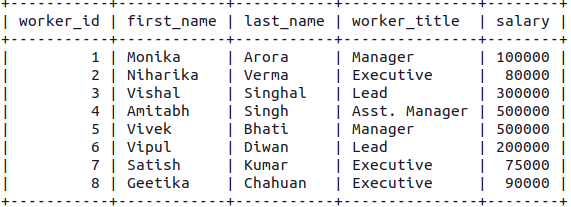 +-----------+------------+-----------+---------------+--------+
| worker_id | first_name | last_name | worker_title  | salary |
+-----------+------------+-----------+---------------+--------+
|         1 | Monika     | Arora     | Manager       | 100000 |
|         2 | Niharika   | Verma     | Executive     |  80000 |
|         3 | Vishal     | Singhal   | Lead          | 300000 |
|         4 | Amitabh    | Singh     | Asst. Manager | 500000 |
|         5 | Vivek      | Bhati     | Manager       | 500000 |
|         6 | Vipul      | Diwan     | Lead          | 200000 |
|         7 | Satish     | Kumar     | Executive     |  75000 |
|         8 | Geetika    | Chahuan   | Executive     |  90000 |
+-----------+------------+-----------+---------------+--------+